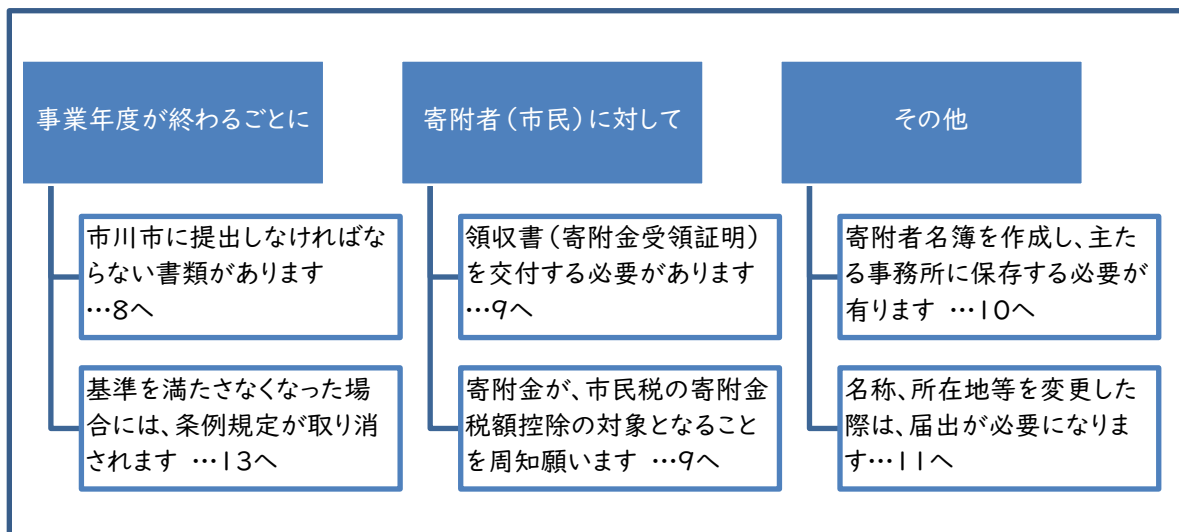 事業年度が終わるごとに
市川市に提出しなければな
らない書類があります
…8へ
基準を満たさなくなった場
合には、条例規定が取り消
されます …13へ
寄附者(市民)に対して
領収書(寄附金受領証明)
を交付する必要があります
…9へ
寄附金が、市民税の寄附金
税額控除の対象となること
を周知願います …9へ
その他
寄附者名簿を作成し、主た
る事務所に保存する必要が
有ります …10へ
名称、所在地等を変更した
際は、届出が必要になりま
す…11へ